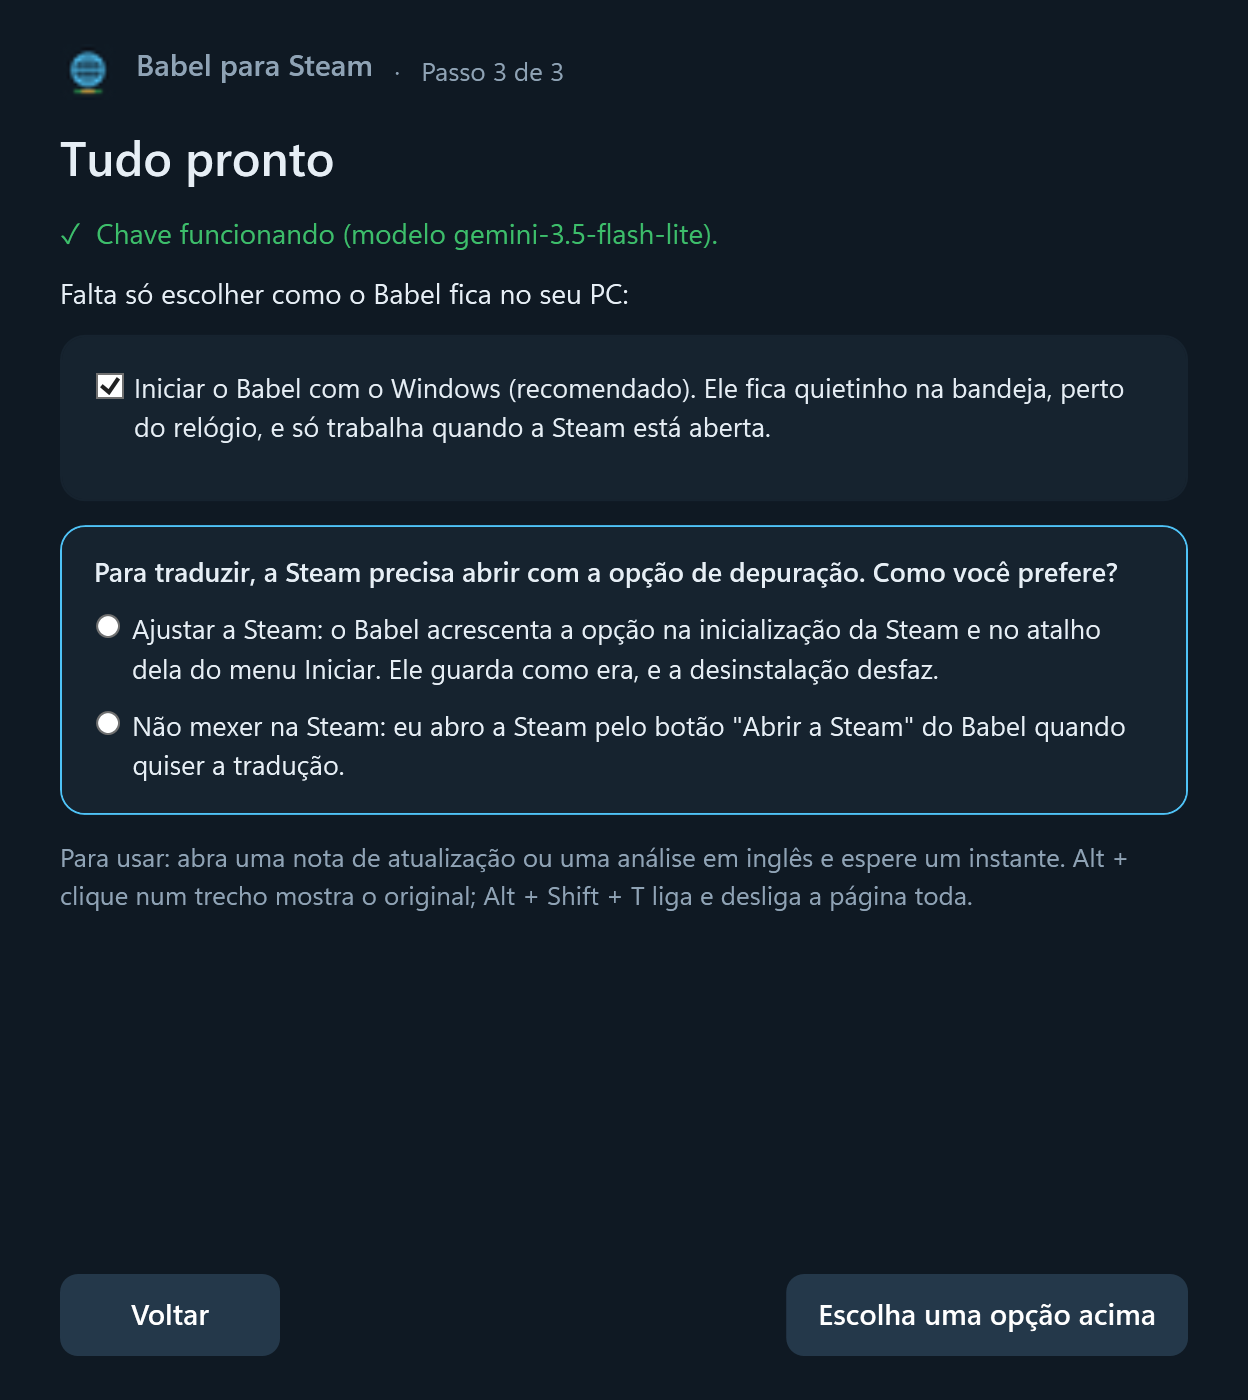 Babel para Steam · Passo 3 de 3
Tudo pronto
✓ Chave funcionando (modelo gemini-3.5-flash-lite).
Falta só escolher como o Babel fica no seu PC:
Iniciar o Babel com o Windows (recomendado). Ele fica quietinho na bandeja, perto
do relógio, e só trabalha quando a Steam está aberta.
Para traduzir, a Steam precisa abrir com a opção de depuração. Como você prefere?
Ajustar a Steam: o Babel acrescenta a opção na inicialização da Steam e no atalho
dela do menu Iniciar. Ele guarda como era, e a desinstalação desfaz.
Não mexer na Steam: eu abro a Steam pelo botão "Abrir a Steam" do Babel quando
quiser a tradução.
Para usar: abra uma nota de atualização ou uma análise em inglês e espere um instante. Alt +
clique num trecho mostra o original; Alt + Shift + T liga e desliga a página toda.
Voltar
Escolha uma opção acima